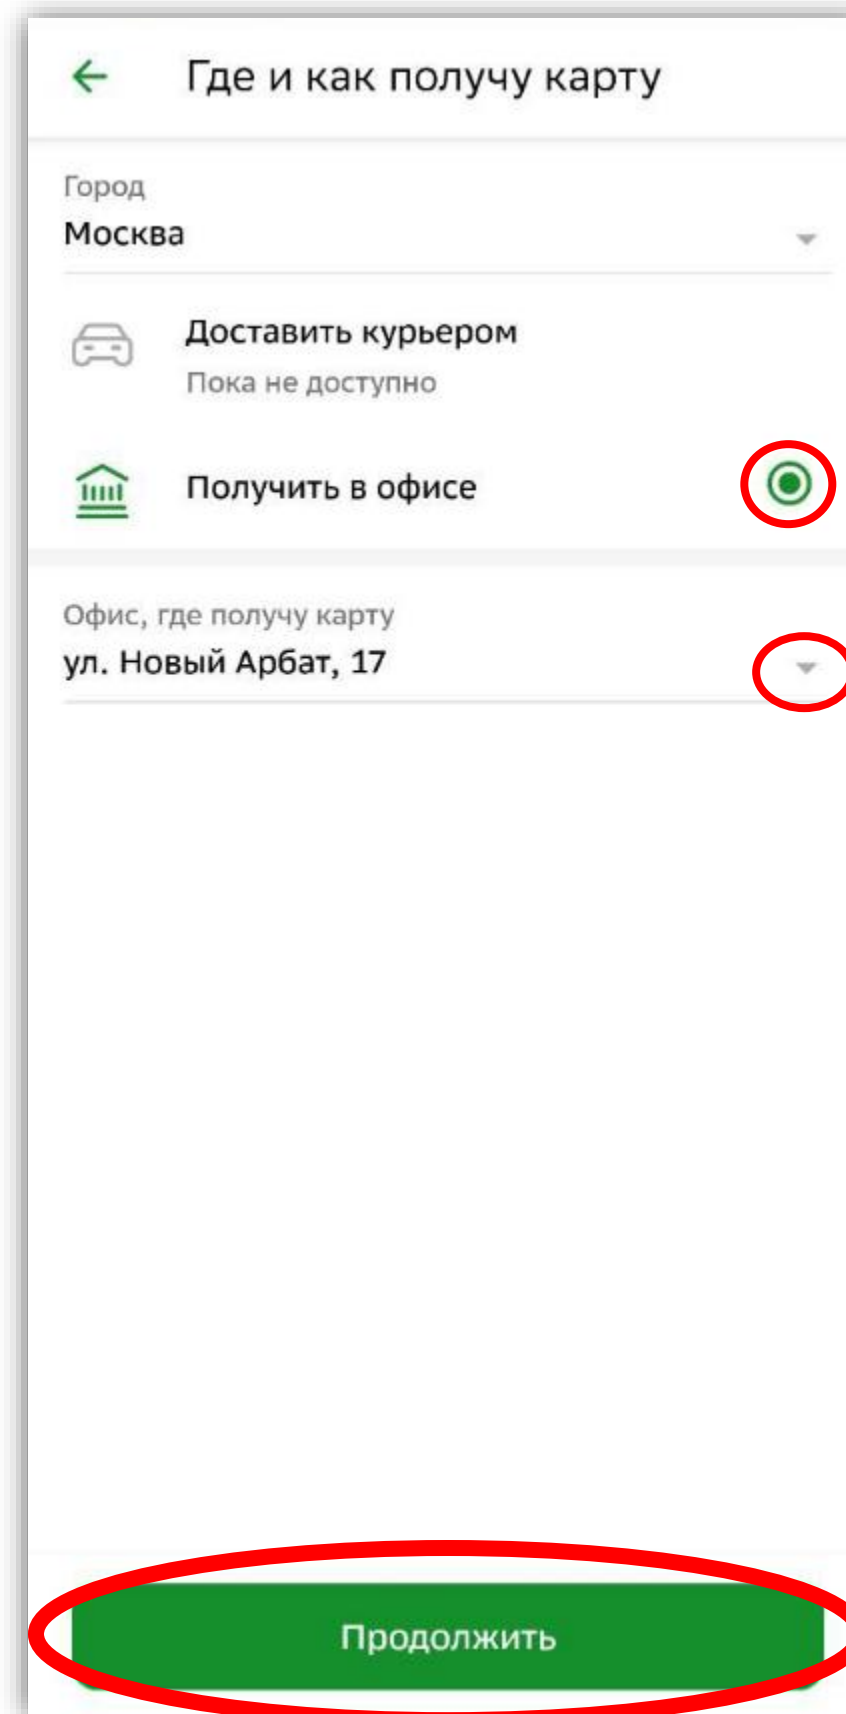 Где и как получу карту
Город
Москва
Доставить курьером
Пока не доступно
Получить в офисе
Офис, где получу карту
ул. Новый Арбат, 17
Продолжить